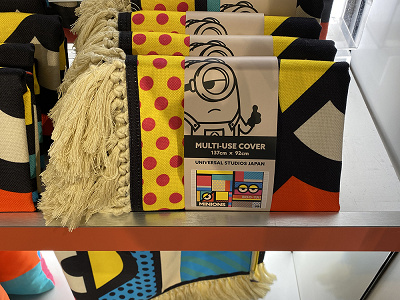 MULTI-USE COVER
137cm × 92cm
UNIVERSAL STUDIOS JAPAN
MINIONS